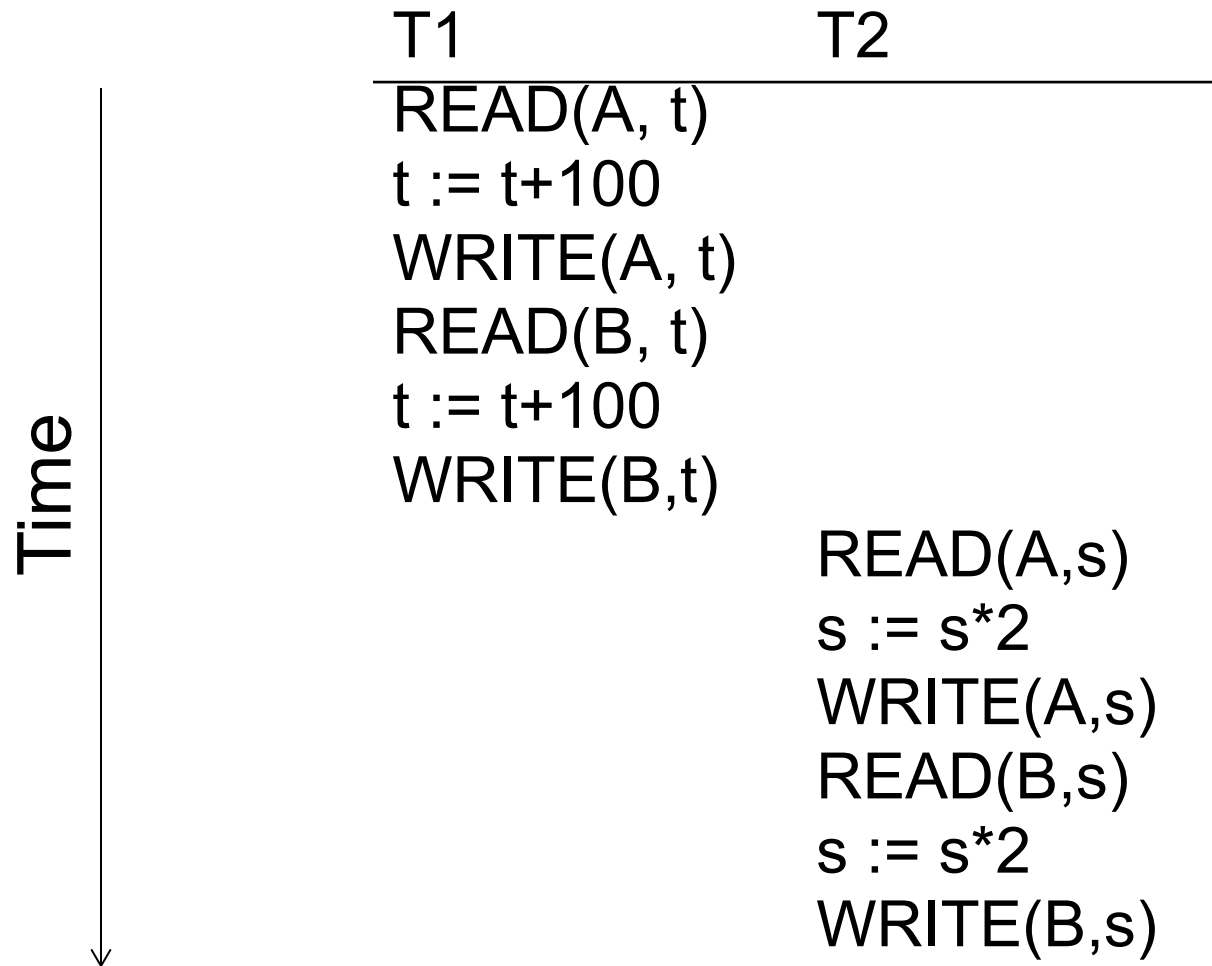 T1 T2
READ(A, t)
t := t+100
WRITE(A, t)
READ(B, t)
t := t+100
WRITE(B,t)
READ(A,s)
s := s*2
WRITE(A,s)
READ(B,s)
s := s*2
WRITE(B,s)
Time